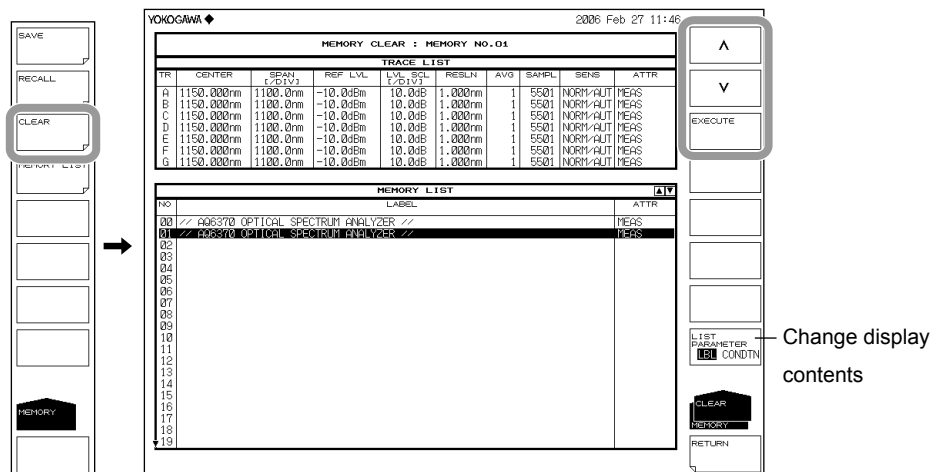 YOKOGAWA ◆ 2006 Feb 27 11:46
SAVE
RECALL
CLEAR
MEMORY LIST
MEMORY
MEMORY CLEAR : MEMORY NO.01
TRACE LIST
TR CENTER SPAN [/DIV] REF LVL LVL SCL [/DIV] RESLN AVG SAMPL SENS ATTR
A 1150.000nm 1100.0nm -10.0dBm 10.0dB 1.000nm 1 5501 NORM/AUT MEAS
B 1150.000nm 1100.0nm -10.0dBm 10.0dB 1.000nm 1 5501 NORM/AUT MEAS
C 1150.000nm 1100.0nm -10.0dBm 10.0dB 1.000nm 1 5501 NORM/AUT MEAS
D 1150.000nm 1100.0nm -10.0dBm 10.0dB 1.000nm 1 5501 NORM/AUT MEAS
E 1150.000nm 1100.0nm -10.0dBm 10.0dB 1.000nm 1 5501 NORM/AUT MEAS
F 1150.000nm 1100.0nm -10.0dBm 10.0dB 1.000nm 1 5501 NORM/AUT MEAS
G 1150.000nm 1100.0nm -10.0dBm 10.0dB 1.000nm 1 5501 NORM/AUT MEAS
MEMORY LIST
NO LABEL ATTR
00 // AQ6370 OPTICAL SPECTRUM ANALYZER // MEAS
01 // AQ6370 OPTICAL SPECTRUM ANALYZER // MEAS
02
03
04
05
06
07
08
09
10
11
12
13
14
15
16
17
18
19
EXECUTE
LIST
PARAMETER
LBL CONDTN
CLEAR
MEMORY
RETURN
Change display
contents